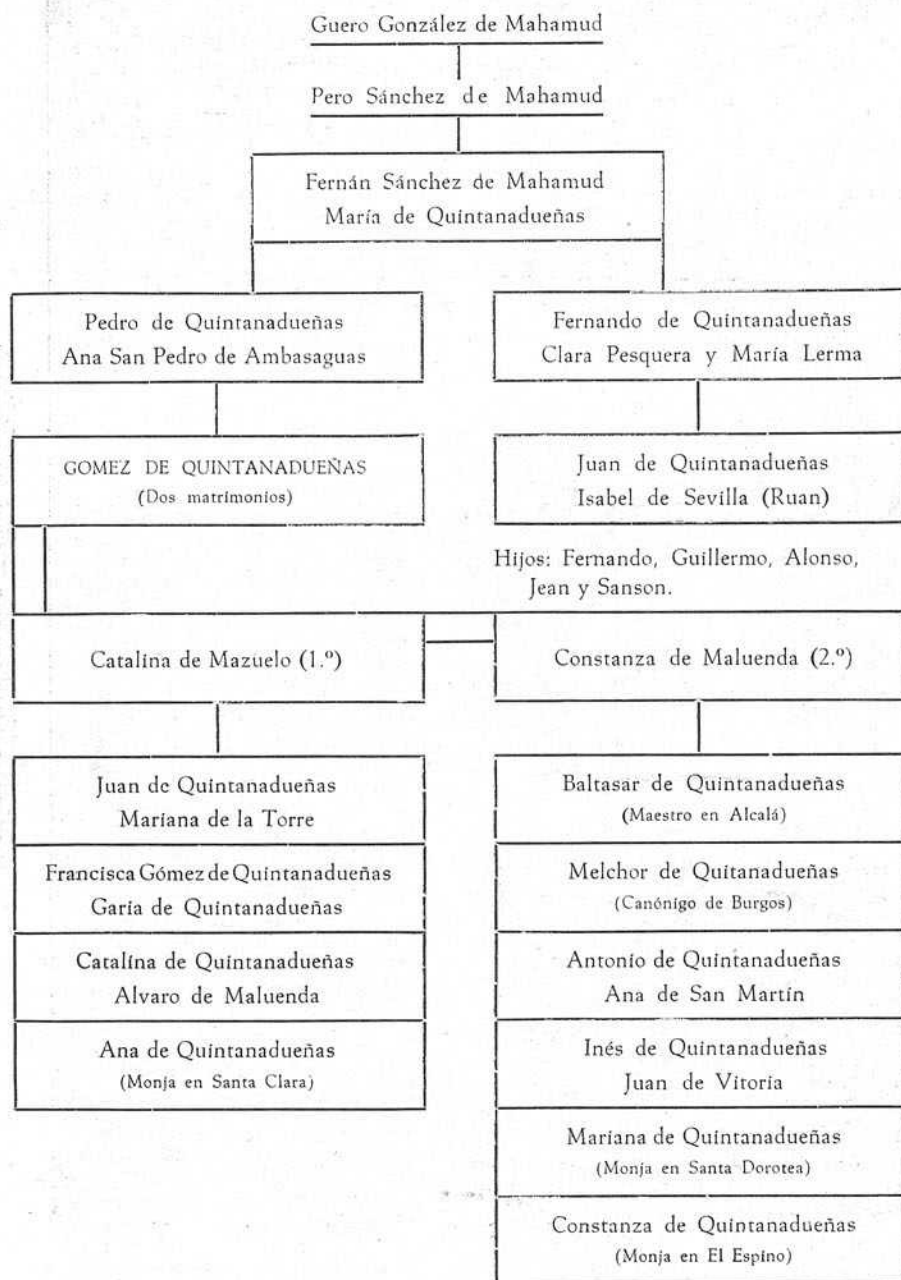 Guero González de Mahamud
Pero Sánchez de Mahamud
Fernán Sánchez de Mahamud
María de Quintanadueñas
Pedro de Quintanadueñas
Ana San Pedro de Ambasaguas
Fernando de Quintanadueñas
Clara Pesquera y María Lerma
GOMEZ DE QUINTANADUEÑAS
(Dos matrimonios)
Juan de Quintanadueñas
Isabel de Sevilla (Ruan)
Hijos: Fernando, Guillermo, Alonso,
Jean y Sanson.
Catalina de Mazuelo (1.º)
Constanza de Maluenda (2.º)
Juan de Quintanadueñas
Mariana de la Torre
Francisca Gómez de Quintanadueñas
Garia de Quintanadueñas
Catalina de Quintanadueñas
Alvaro de Maluenda
Ana de Quintanadueñas
(Monja en Santa Clara)
Baltasar de Quintanadueñas
(Maestro en Alcalá)
Melchor de Quitanadueñas
(Canónigo de Burgos)
Antonio de Quintanadueñas
Ana de San Martín
Inés de Quintanadueñas
Juan de Vitoria
Mariana de Quintanadueñas
(Monja en Santa Dorotea)
Constanza de Quintanadueñas
(Monja en El Espino)